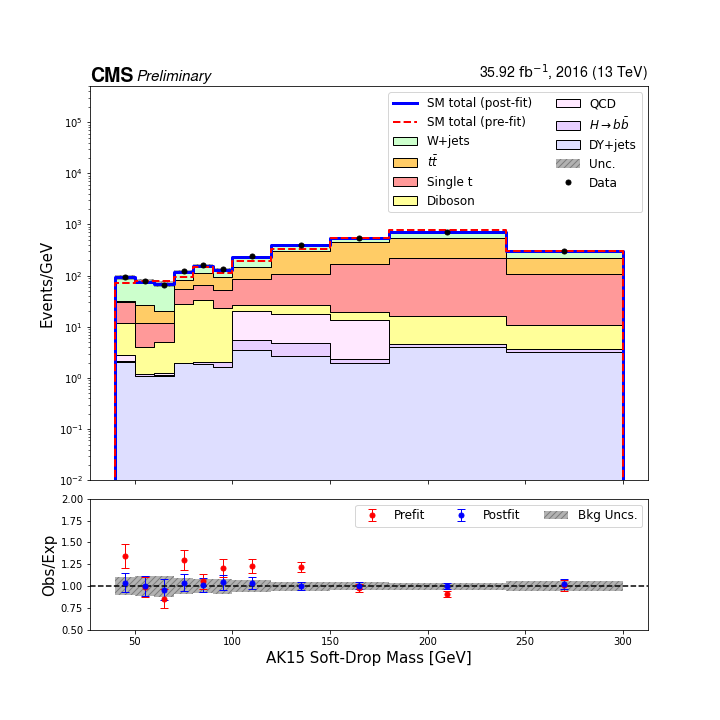 CMS Preliminary
35.92 fb⁻¹, 2016 (13 TeV)
SM total (post-fit)
SM total (pre-fit)
W+jets
tt̄
Single t
Diboson
QCD
H→bb̄
DY+jets
Unc.
Data
Events/GeV
10⁵
10⁴
10³
10²
10¹
10⁰
10⁻¹
10⁻²
Prefit
Postfit
Bkg Uncs.
Obs/Exp
2.00
1.75
1.50
1.25
1.00
0.75
0.50
50 100 150 200 250 300
AK15 Soft-Drop Mass [GeV]